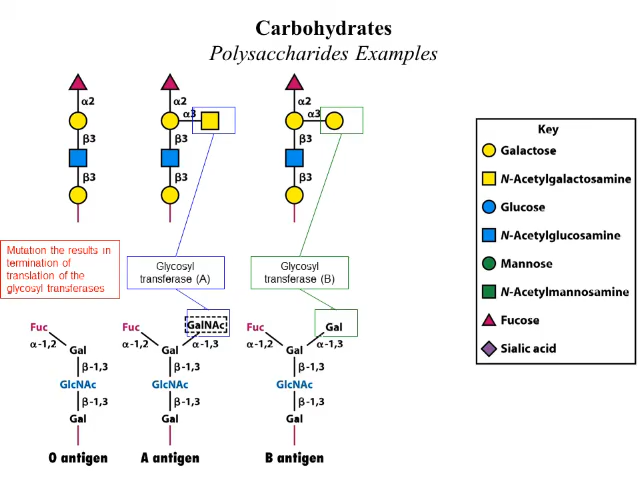 Carbohydrates
Polysaccharides Examples
α2
β3
β3
α2
α3
β3
β3
α2
α3
β3
β3
Key
Galactose
N-Acetylgalactosamine
Glucose
N-Acetylglucosamine
Mannose
N-Acetylmannosamine
Fucose
Sialic acid
Mutation the results in
termination of
translation of the
glycosyl transferases
Glycosyl
transferase (A)
Glycosyl
transferase (B)
Fuc
α-1,2
Gal
β-1,3
GlcNAc
β-1,3
Gal
O antigen
Fuc
GalNAc
α-1,2
α-1,3
Gal
β-1,3
GlcNAc
β-1,3
Gal
A antigen
Fuc
Gal
α-1,2
α-1,3
Gal
β-1,3
GlcNAc
β-1,3
Gal
B antigen